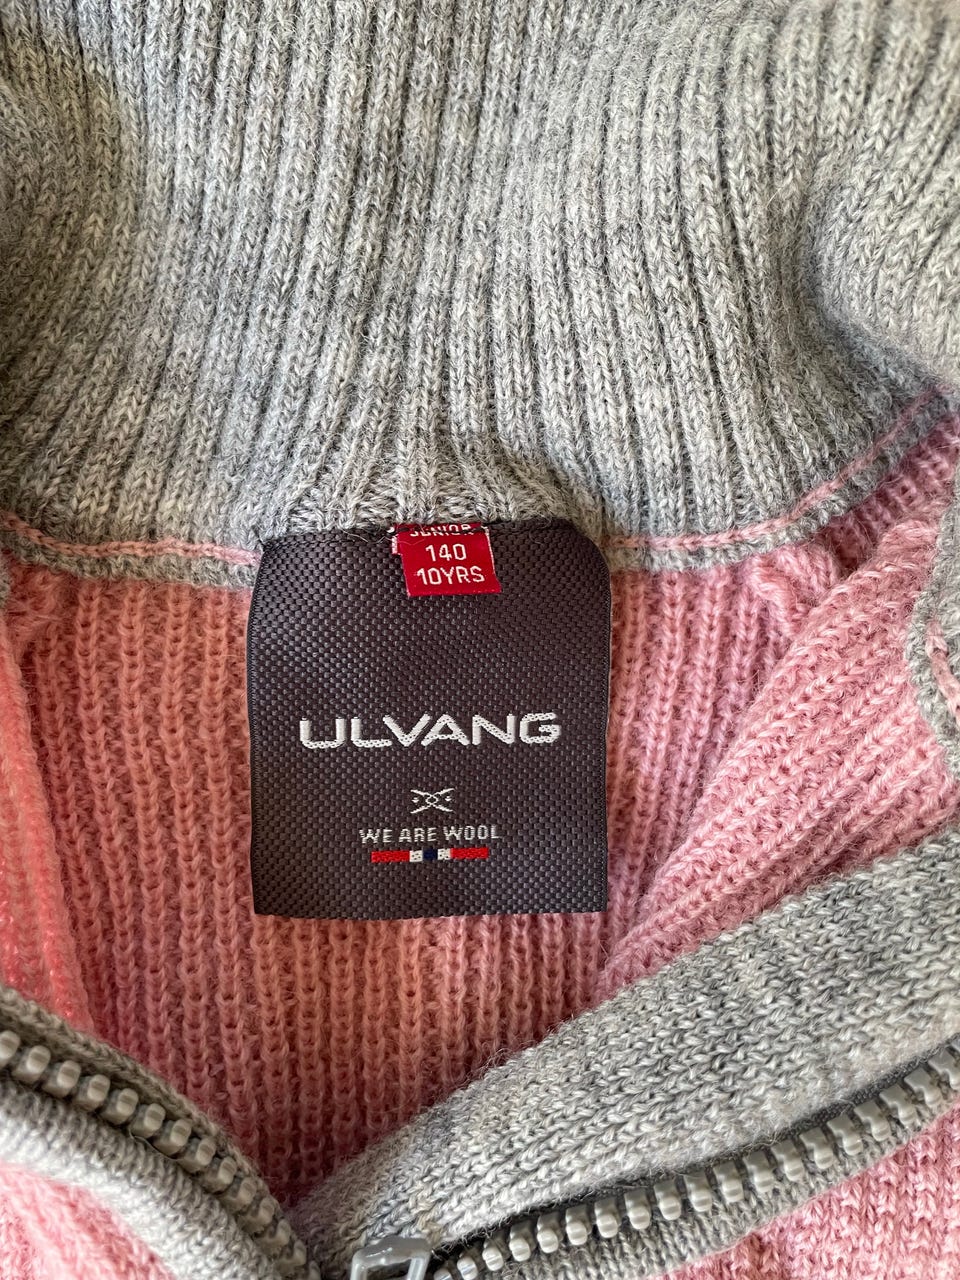 JUNIOR
140
10YRS
ULVANG
WE ARE WOOL